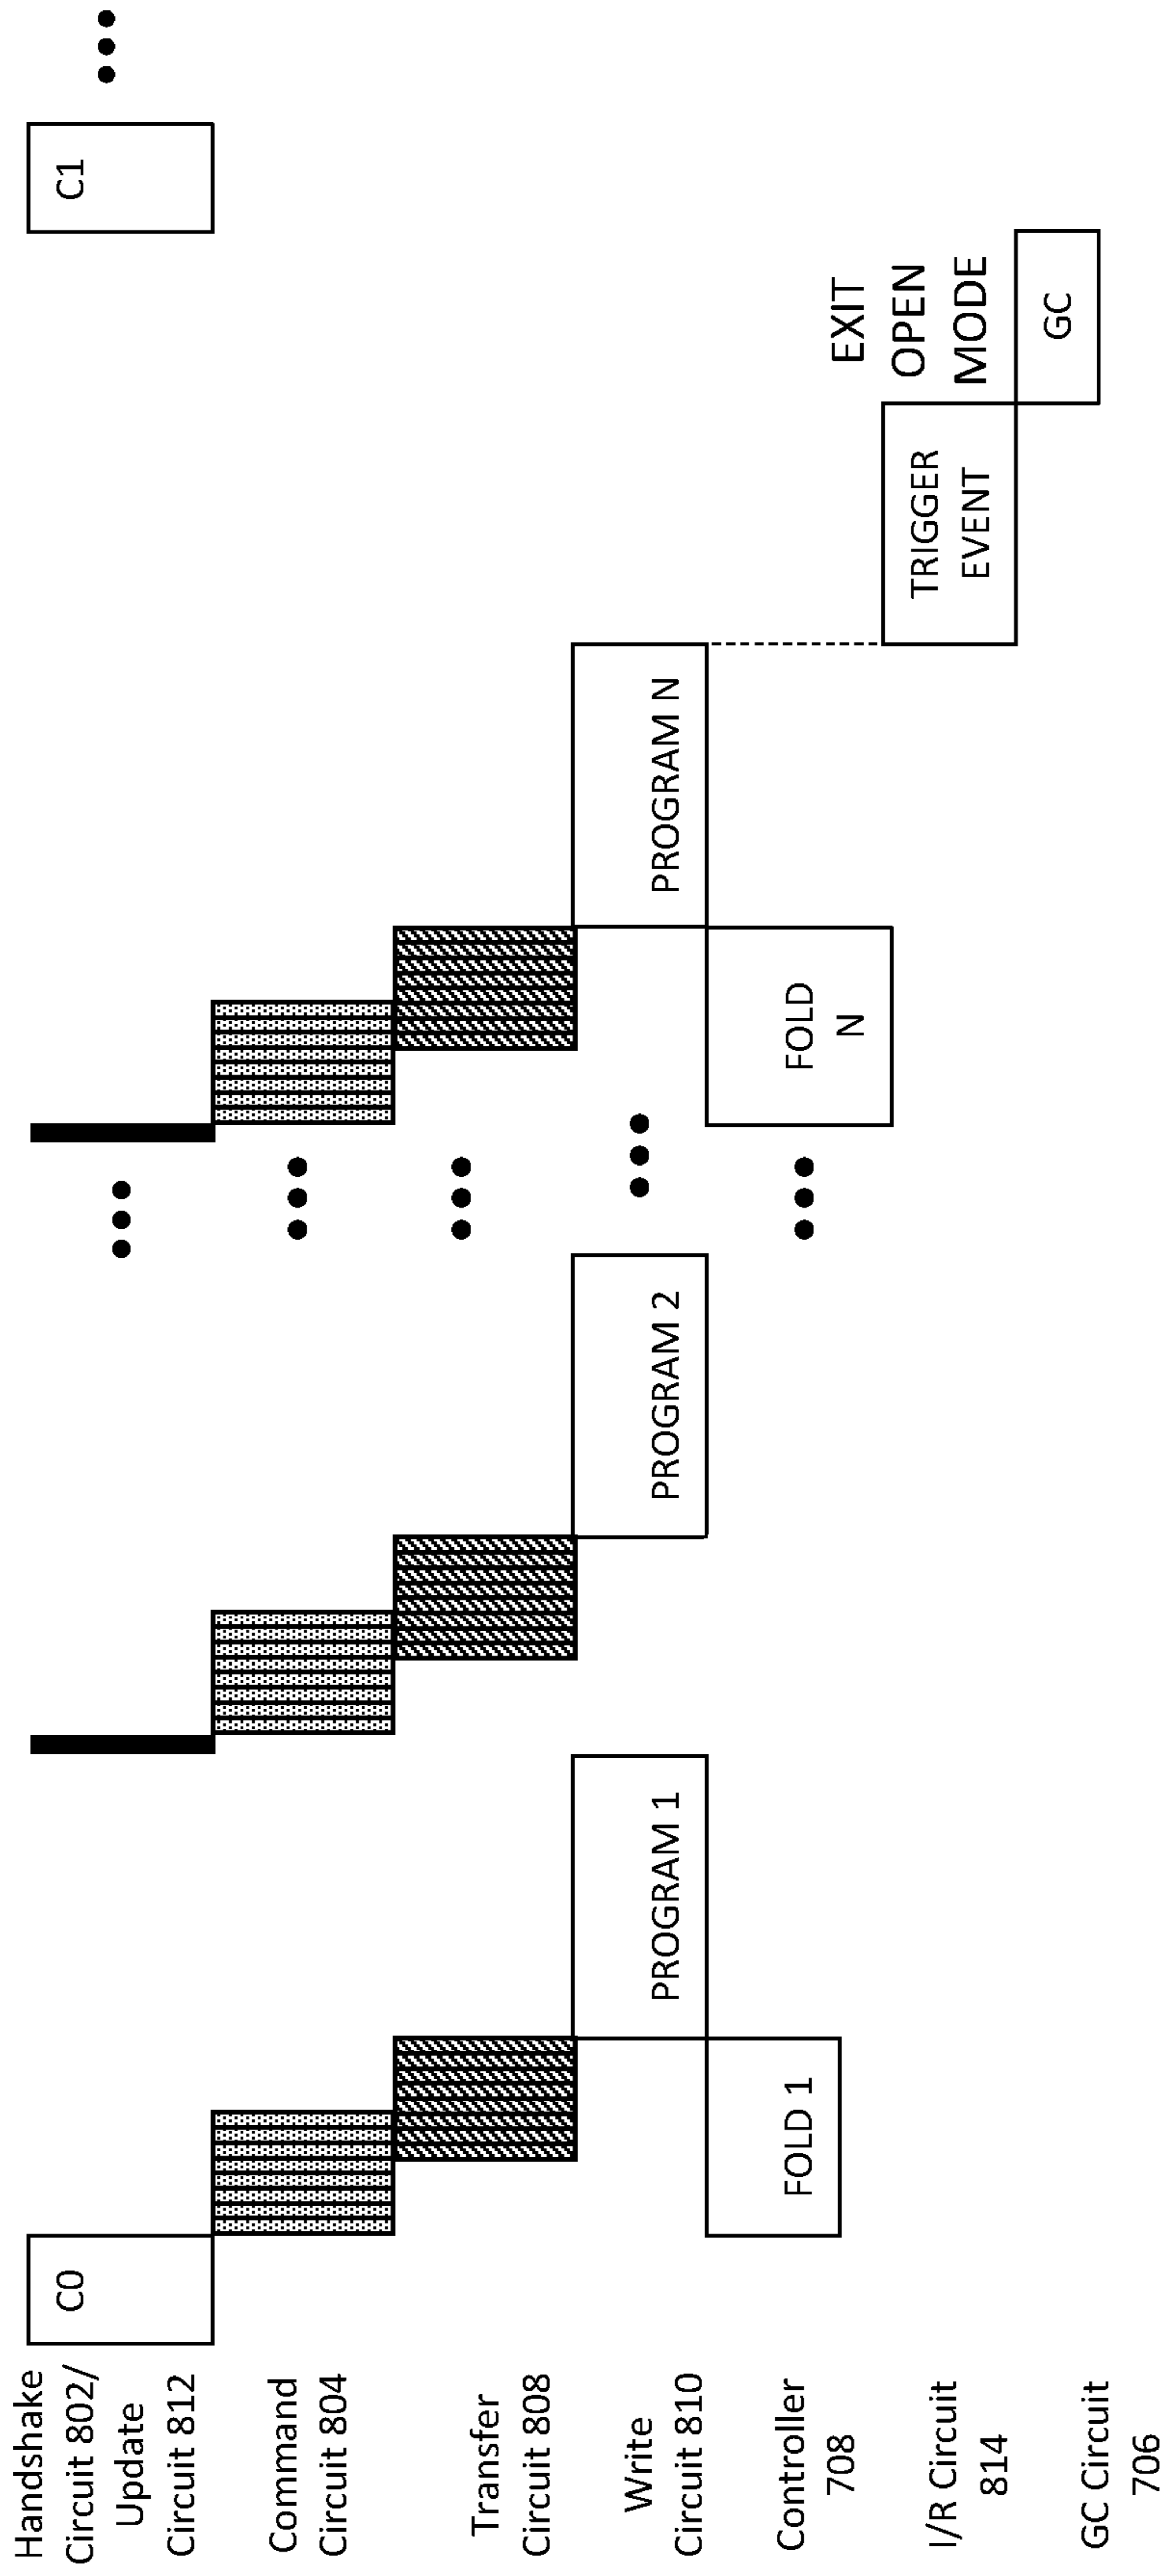 Handshake
Circuit 802/
Update
Circuit 812
C0
C1
Command
Circuit 804
Transfer
Circuit 808
Write
Circuit 810
PROGRAM 1
PROGRAM 2
PROGRAM N
Controller
708
FOLD 1
FOLD
N
I/R Circuit
814
TRIGGER
EVENT
EXIT
OPEN
MODE
GC Circuit
706
GC